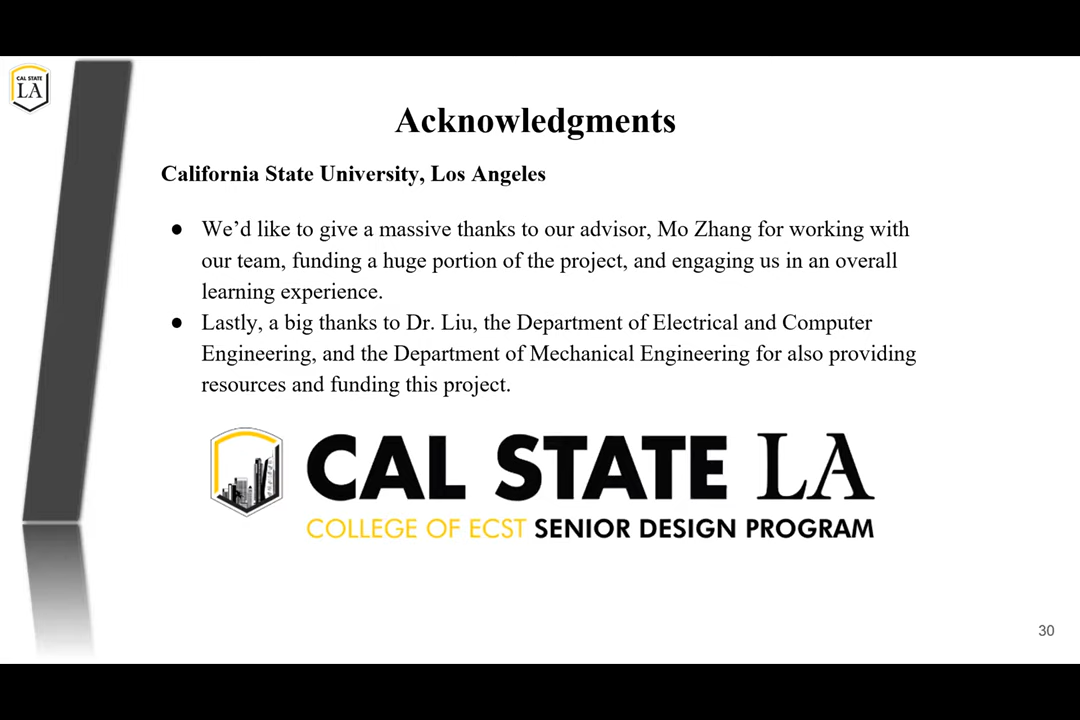 CAL STATE
LA
Acknowledgments
California State University, Los Angeles
● We’d like to give a massive thanks to our advisor, Mo Zhang for working with
our team, funding a huge portion of the project, and engaging us in an overall
learning experience.
● Lastly, a big thanks to Dr. Liu, the Department of Electrical and Computer
Engineering, and the Department of Mechanical Engineering for also providing
resources and funding this project.
CAL STATE LA
COLLEGE OF ECST SENIOR DESIGN PROGRAM
30